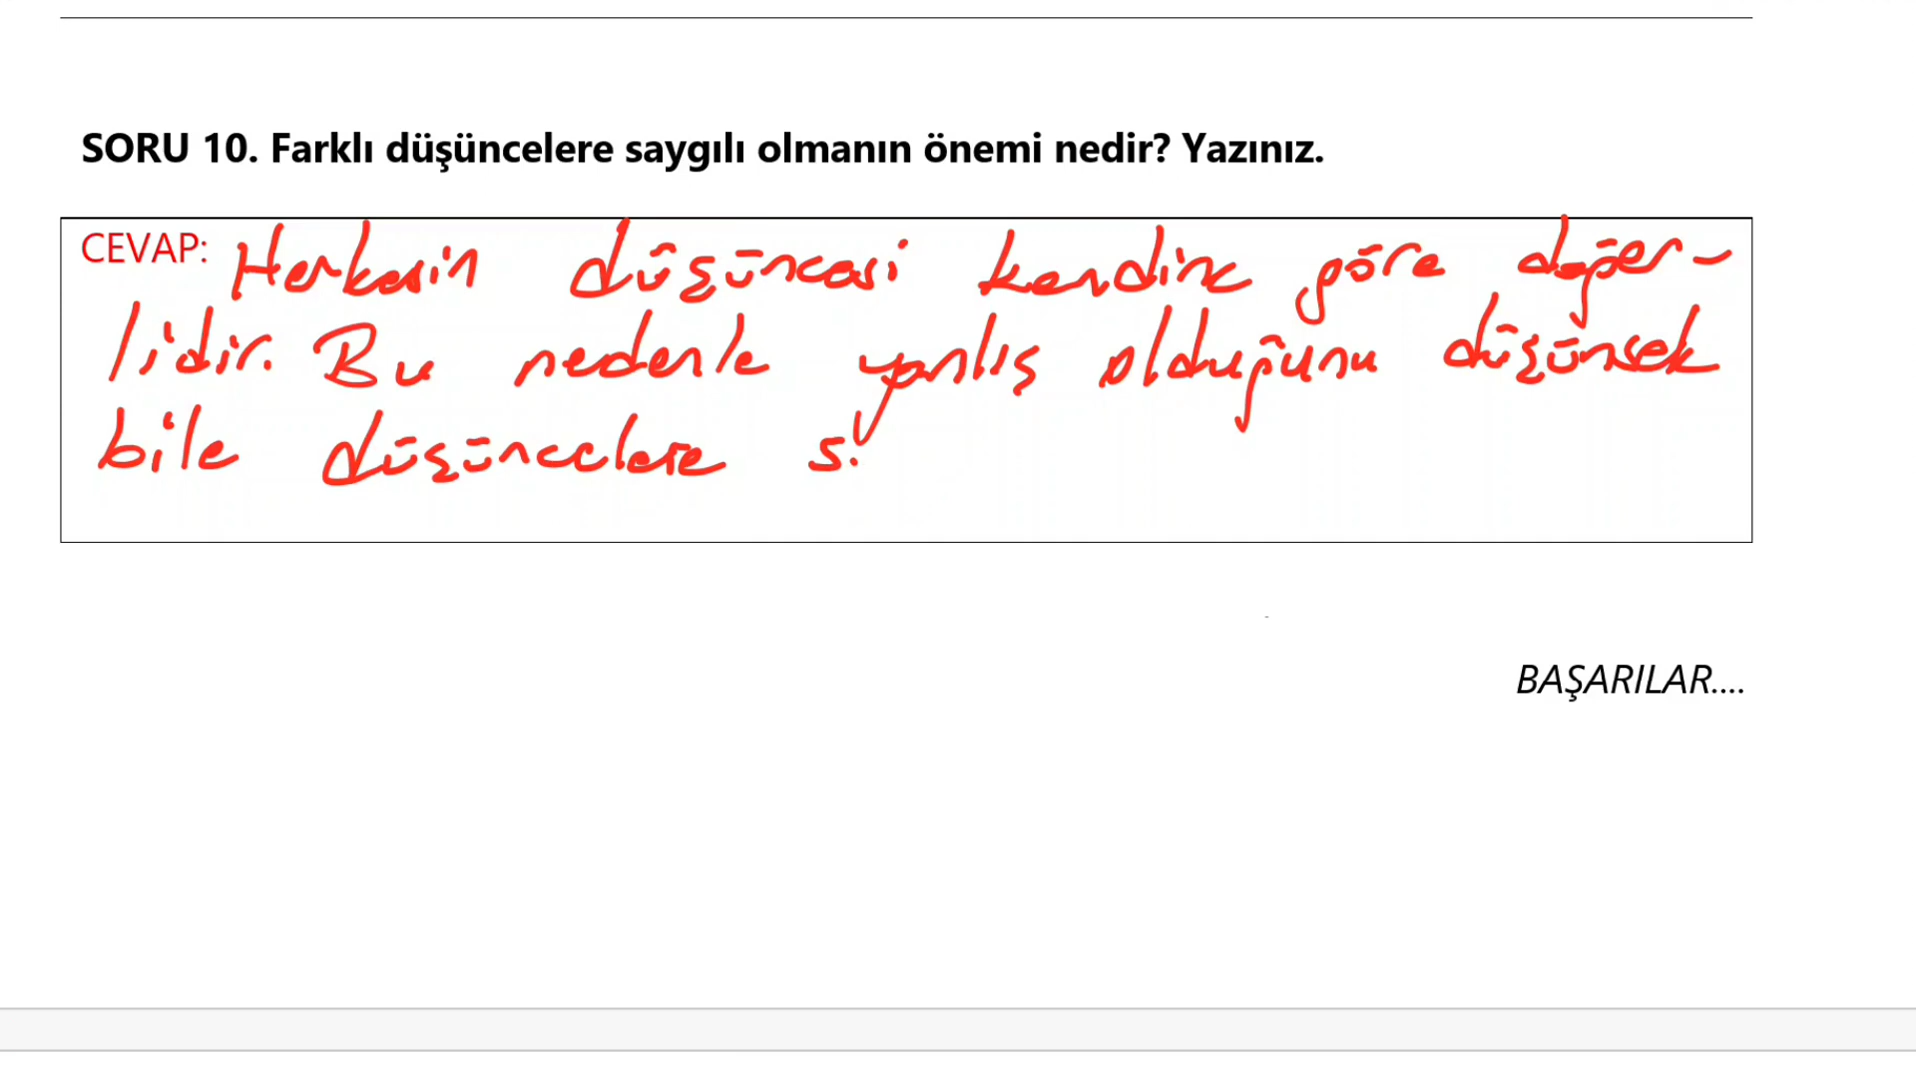 SORU 10. Farklı düşüncelere saygılı olmanın önemi nedir? Yazınız.
CEVAP: Herkesin düşüncesi kendine göre değer-
lidir. Bu nedenle yanlış olduğunu düşünsek
bile düşüncelere s
BAŞARILAR....